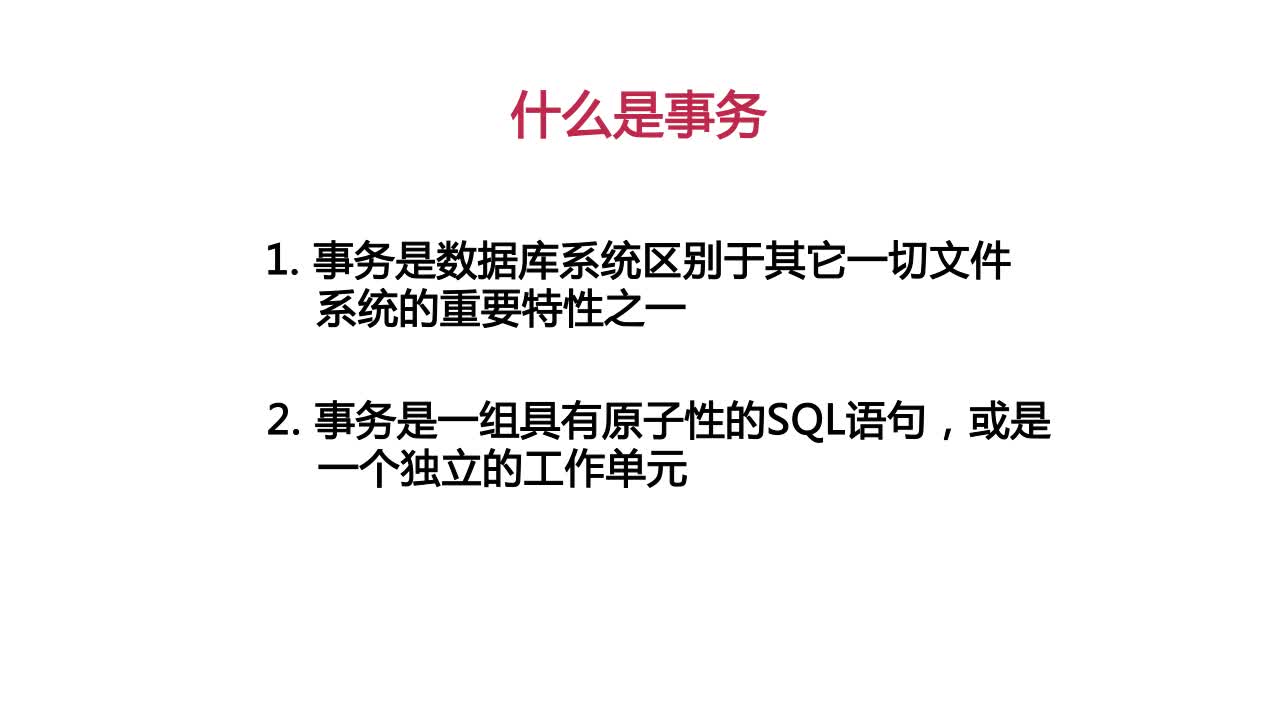 什么是事务
1. 事务是数据库系统区别于其它一切文件
系统的重要特性之一
2. 事务是一组具有原子性的SQL语句，或是
一个独立的工作单元